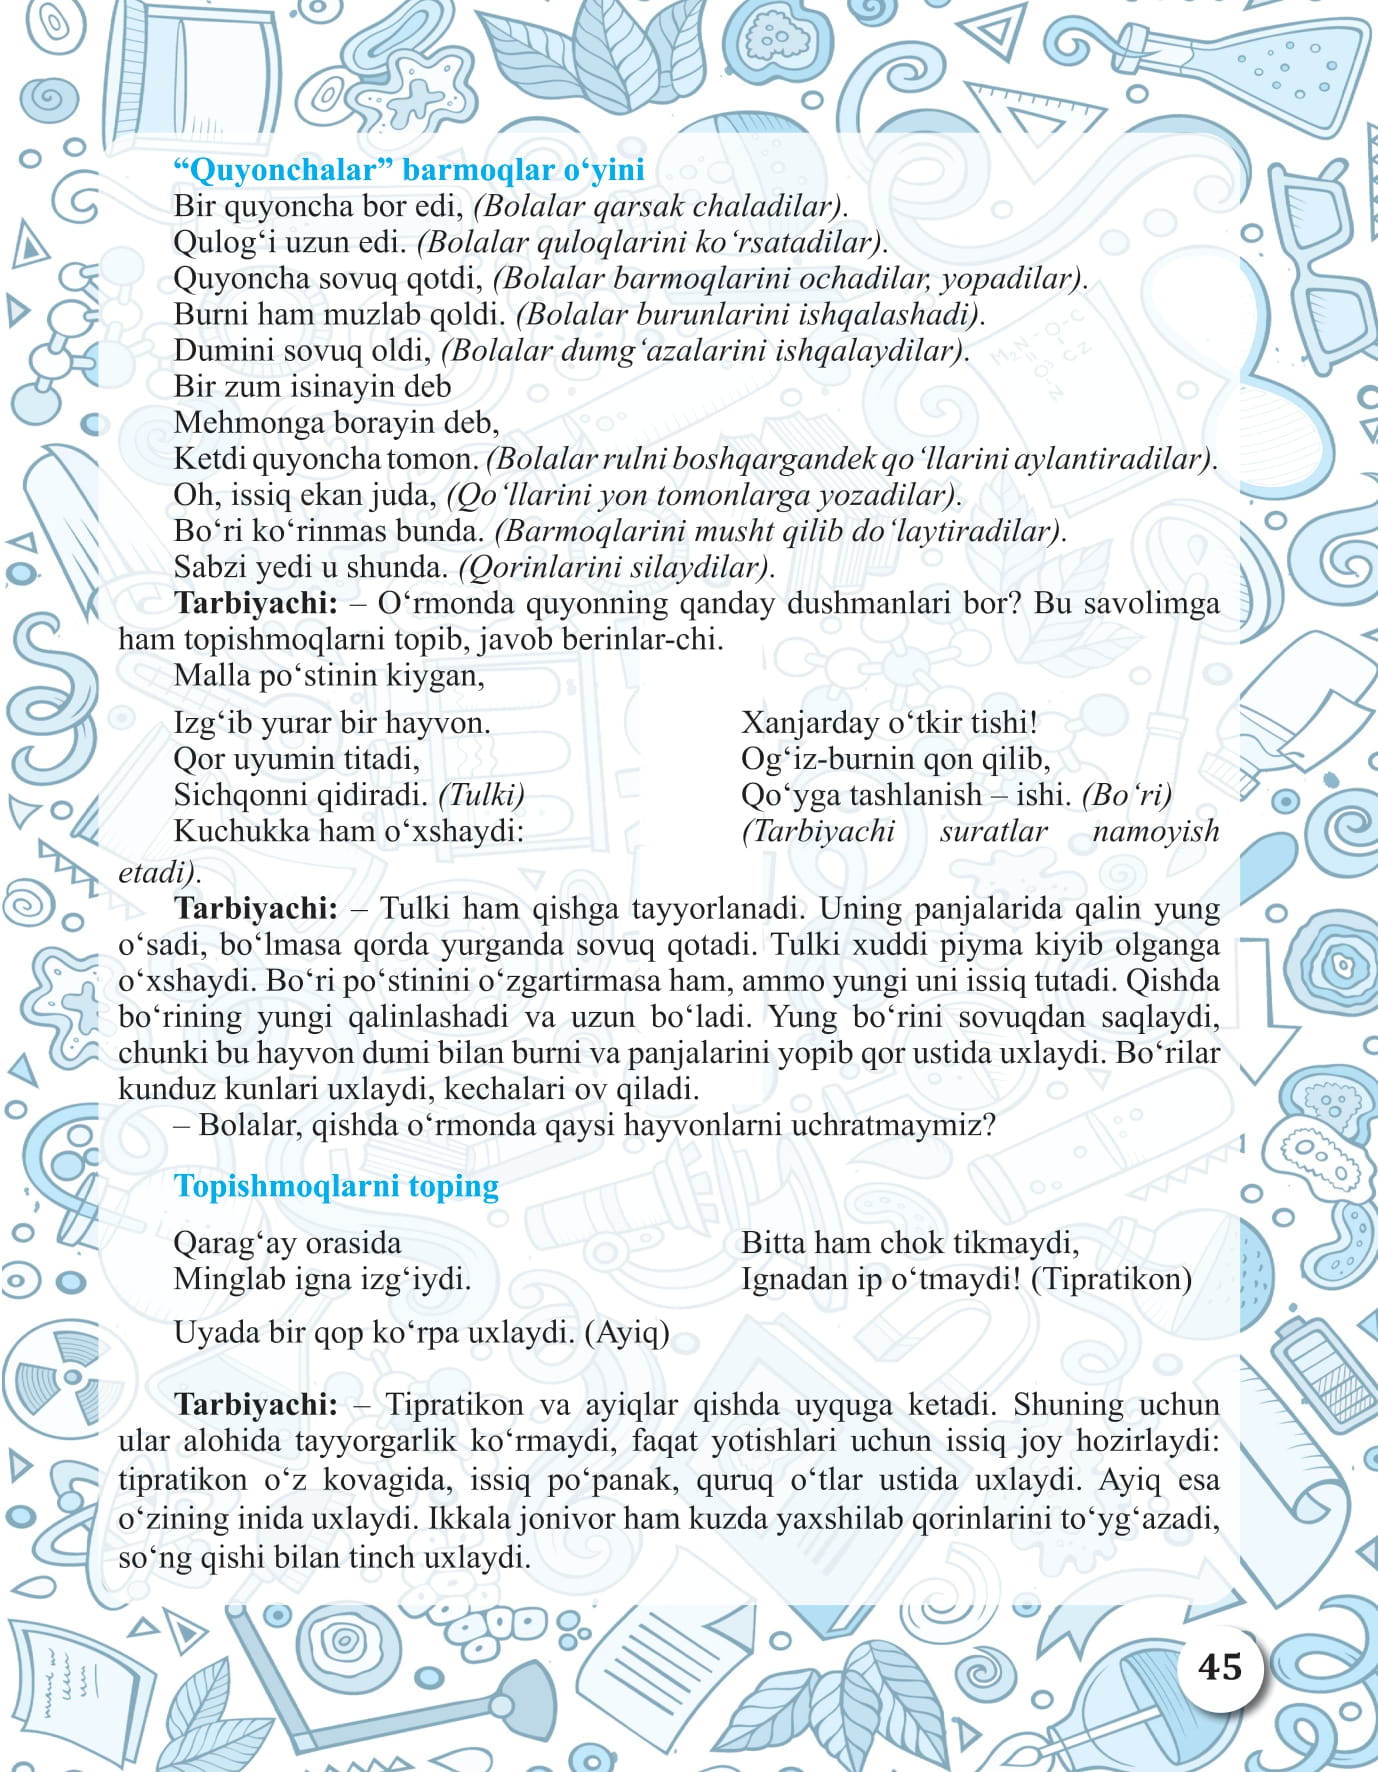 “Quyonchalar” barmoqlar o‘yini
Bir quyoncha bor edi, (Bolalar qarsak chaladilar).
Qulog‘i uzun edi. (Bolalar quloqlarini ko‘rsatadilar).
Quyoncha sovuq qotdi, (Bolalar barmoqlarini ochadilar, yopadilar).
Burni ham muzlab qoldi. (Bolalar burunlarini ishqalashadi).
Dumini sovuq oldi, (Bolalar dumg‘azalarini ishqalaydilar).
Bir zum isinayin deb
Mehmonga borayin deb,
Ketdi quyoncha tomon. (Bolalar rulni boshqargandek qo‘llarini aylantiradilar).
Oh, issiq ekan juda, (Qo‘llarini yon tomonlarga yozadilar).
Bo‘ri ko‘rinmas bunda. (Barmoqlarini musht qilib do‘laytiradilar).
Sabzi yedi u shunda. (Qorinlarini silaydilar).
Tarbiyachi: – O‘rmonda quyonning qanday dushmanlari bor? Bu savolimga
ham topishmoqlarni topib, javob berinlar-chi.
Malla po‘stinin kiygan,
Izg‘ib yurar bir hayvon.
Qor uyumin titadi,
Sichqonni qidiradi. (Tulki)
Kuchukka ham o‘xshaydi:
Xanjarday o‘tkir tishi!
Og‘iz-burnin qon qilib,
Qo‘yga tashlanish – ishi. (Bo‘ri)
(Tarbiyachi suratlar namoyish
etadi).
Tarbiyachi: – Tulki ham qishga tayyorlanadi. Uning panjalarida qalin yung
o‘sadi, bo‘lmasa qorda yurganda sovuq qotadi. Tulki xuddi piyma kiyib olganga
o‘xshaydi. Bo‘ri po‘stinini o‘zgartirmasa ham, ammo yungi uni issiq tutadi. Qishda
bo‘rining yungi qalinlashadi va uzun bo‘ladi. Yung bo‘rini sovuqdan saqlaydi,
chunki bu hayvon dumi bilan burni va panjalarini yopib qor ustida uxlaydi. Bo‘rilar
kunduz kunlari uxlaydi, kechalari ov qiladi.
– Bolalar, qishda o‘rmonda qaysi hayvonlarni uchratmaymiz?
Topishmoqlarni toping
Qarag‘ay orasida
Minglab igna izg‘iydi.
Bitta ham chok tikmaydi,
Ignadan ip o‘tmaydi! (Tipratikon)
Uyada bir qop ko‘rpa uxlaydi. (Ayiq)
Tarbiyachi: – Tipratikon va ayiqlar qishda uyquga ketadi. Shuning uchun
ular alohida tayyorgarlik ko‘rmaydi, faqat yotishlari uchun issiq joy hozirlaydi:
tipratikon o‘z kovagida, issiq po‘panak, quruq o‘tlar ustida uxlaydi. Ayiq esa
o‘zining inida uxlaydi. Ikkala jonivor ham kuzda yaxshilab qorinlarini to‘yg‘azadi,
so‘ng qishi bilan tinch uxlaydi.
45